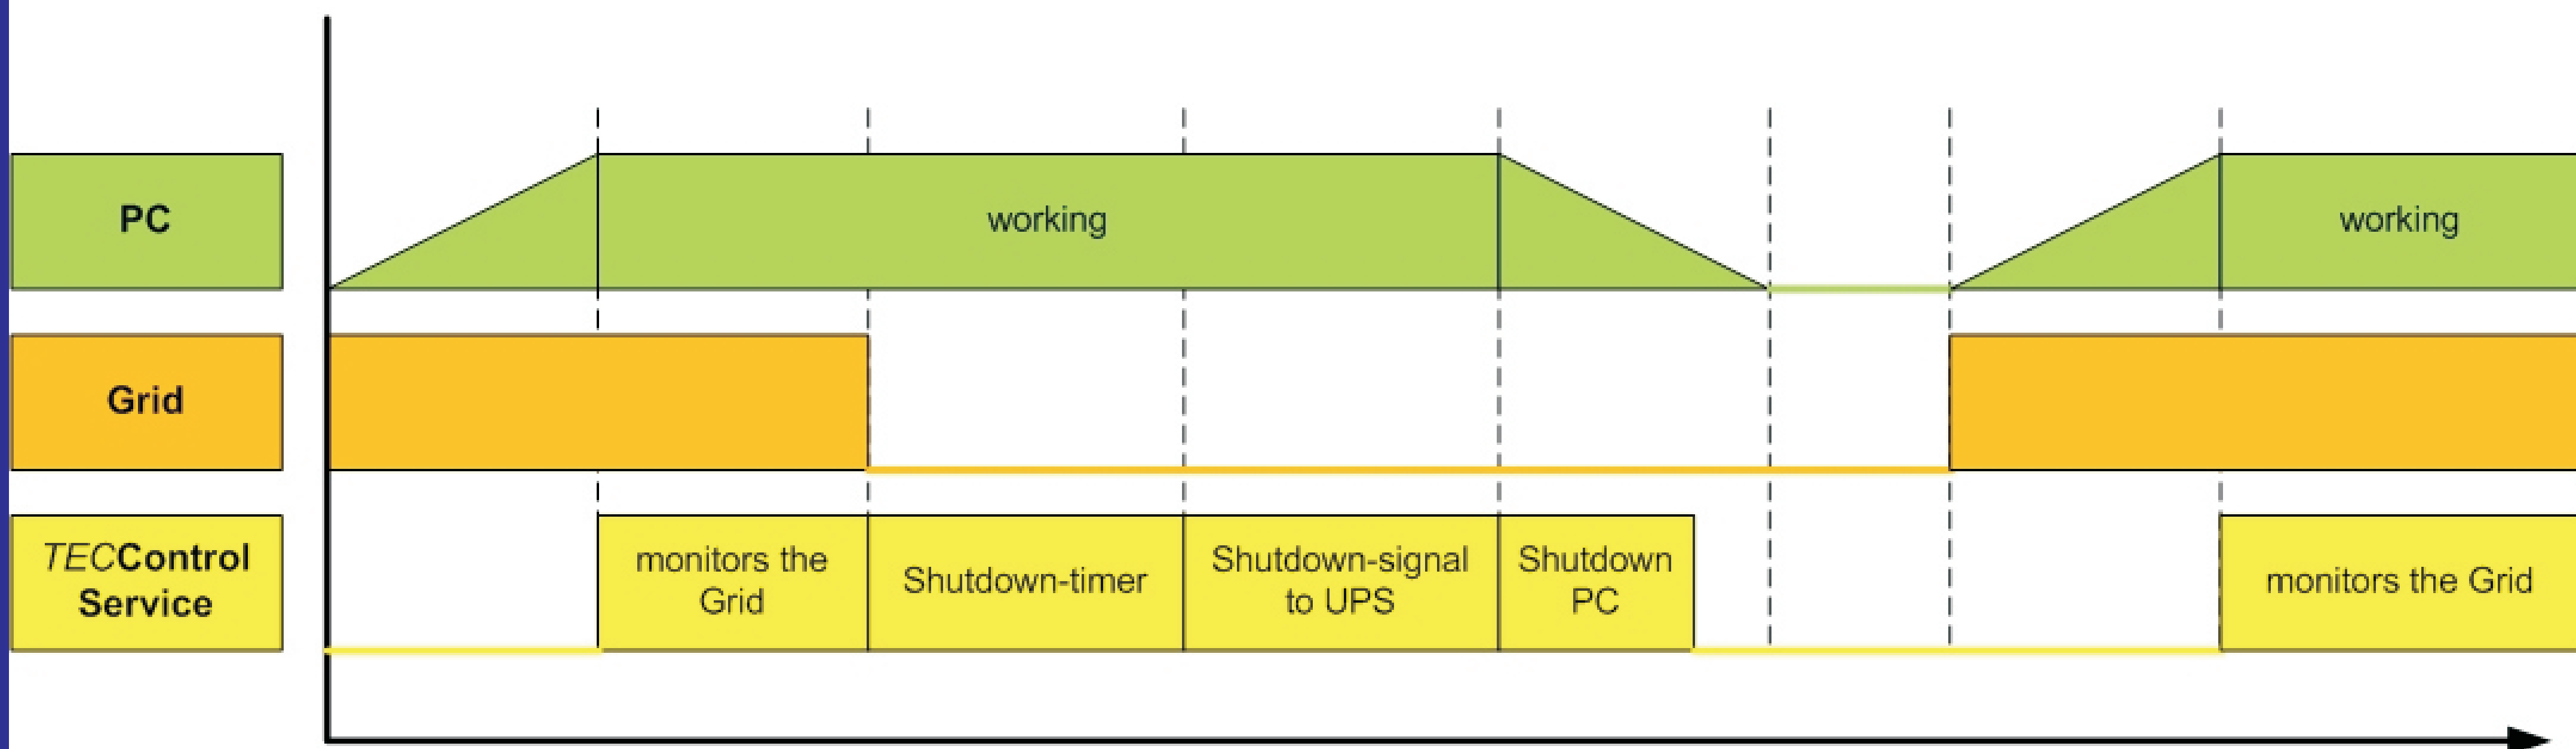 PC
working
working
Grid
TECControl
Service
monitors the
Grid
Shutdown-timer
Shutdown-signal
to UPS
Shutdown
PC
monitors the Grid